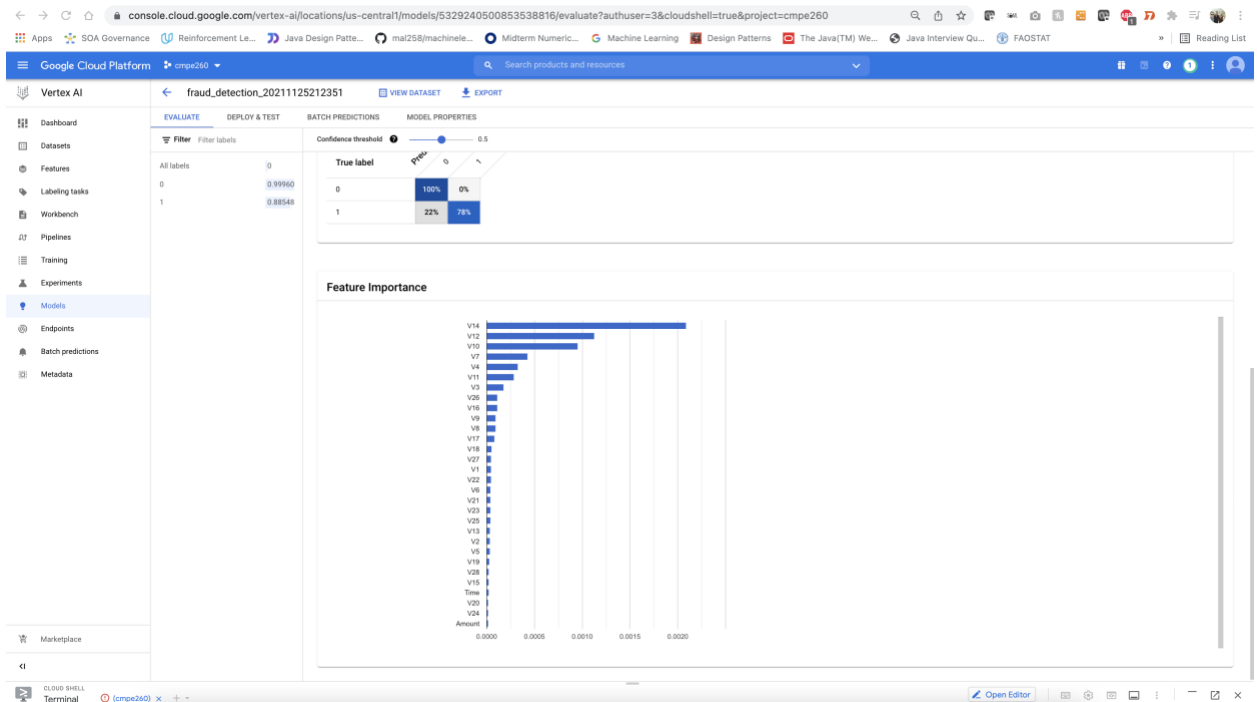 console.cloud.google.com/vertex-ai/locations/us-central1/models/5329240500853538816/evaluate?authuser=3&cloudshell=true&project=cmpe260
Apps SOA Governance Reinforcement Le... Java Design Patte... mal258/machinele... Midterm Numeric... Machine Learning Design Patterns The Java(TM) We... Java Interview Qu... FAOSTAT » Reading List
Google Cloud Platform cmpe260 Search products and resources 1
Vertex AI fraud_detection_20211125212351 VIEW DATASET EXPORT
Dashboard
Datasets
Features
Labeling tasks
Workbench
Pipelines
Training
Experiments
Models
Endpoints
Batch predictions
Metadata
Marketplace
EVALUATE DEPLOY & TEST BATCH PREDICTIONS MODEL PROPERTIES
Filter Filter labels
All labels 0
0 0.99960
1 0.88548
Confidence threshold 0.5
True label 0 1
0 100% 0%
1 22% 78%
Feature Importance
V14
V12
V10
V7
V4
V11
V3
V26
V16
V9
V8
V17
V18
V27
V1
V22
V6
V21
V23
V25
V13
V2
V5
V19
V28
V15
Time
V20
V24
Amount
0.0000 0.0005 0.0010 0.0015 0.0020
CLOUD SHELL
Terminal (cmpe260) × + Open Editor